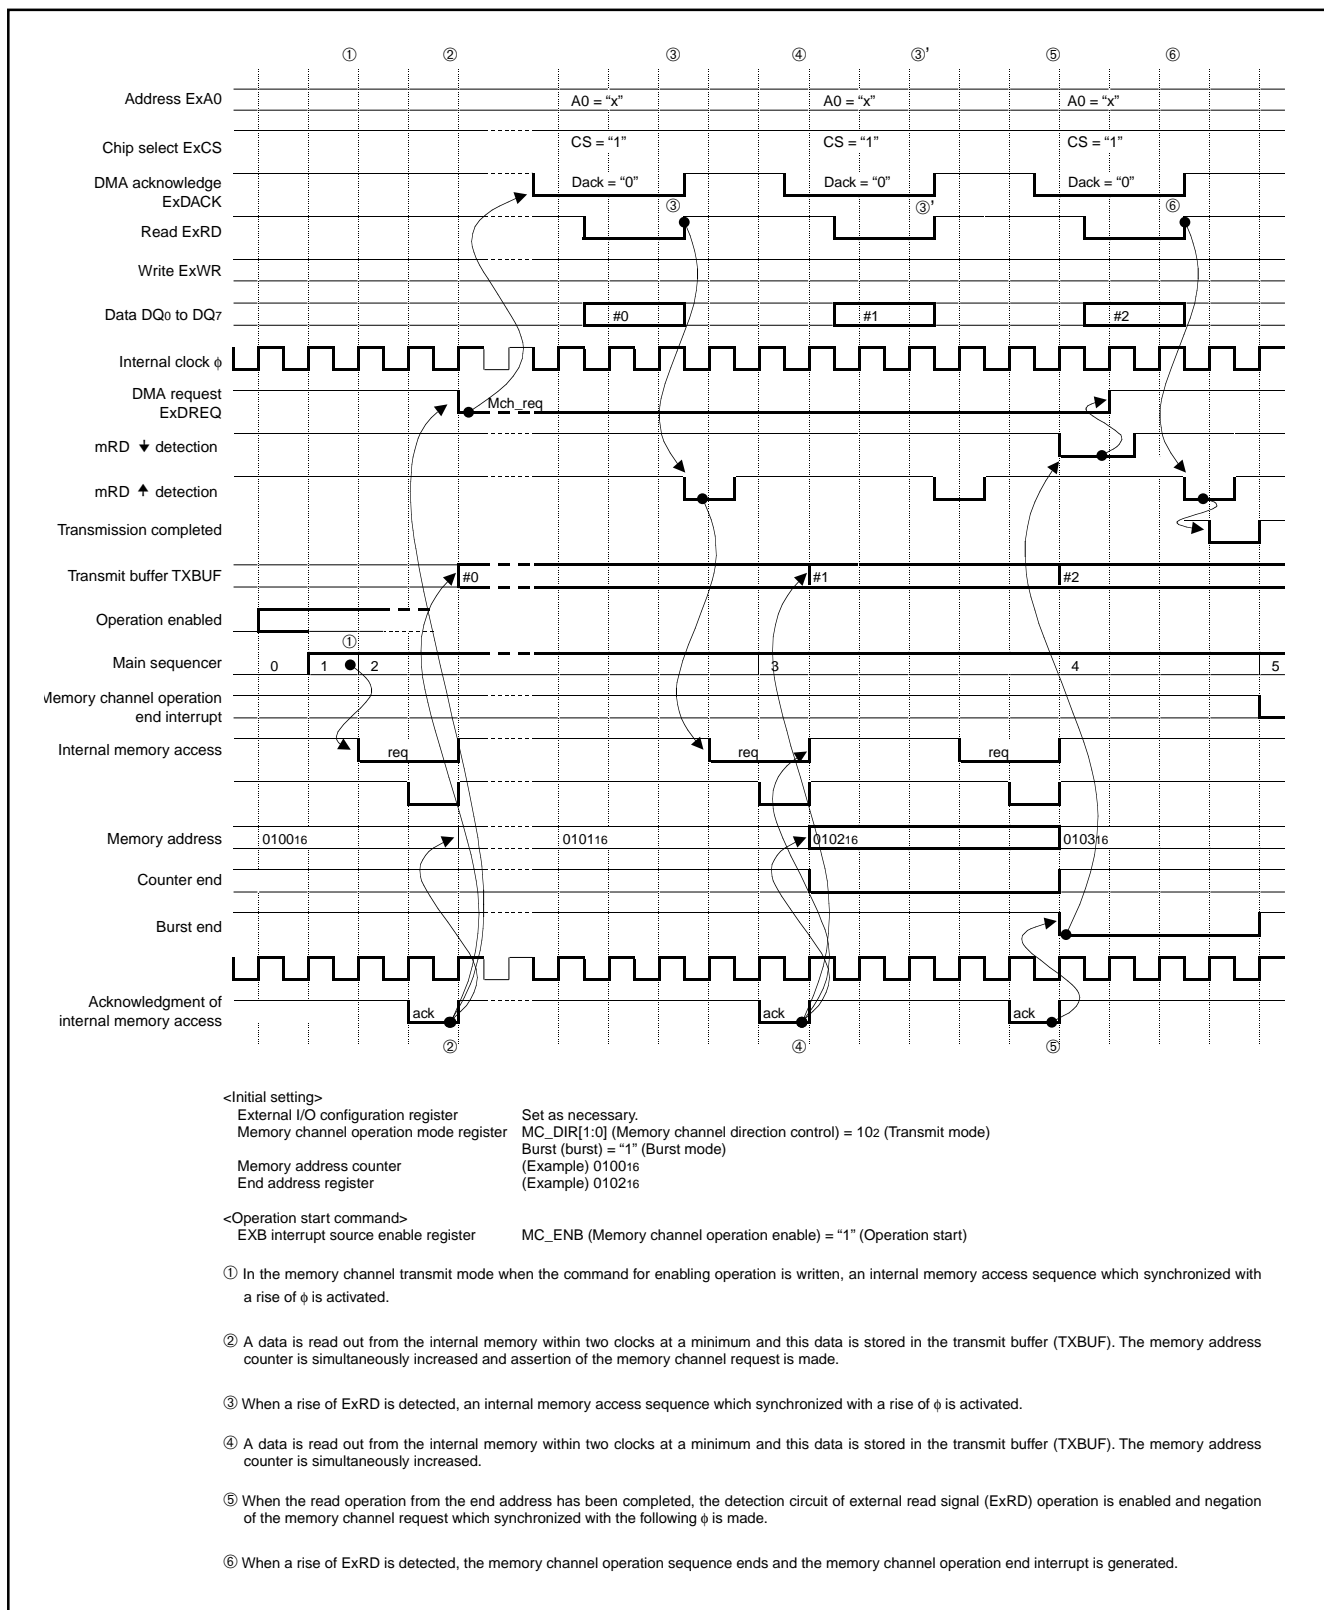 ① ② ③ ④ ③’ ⑤ ⑥
Address ExA0
A0 = “x” A0 = “x” A0 = “x”
Chip select ExCS
CS = “1” CS = “1” CS = “1”
DMA acknowledge
ExDACK
Dack = “0” Dack = “0” Dack = “0”
③ ③’ ⑥
Read ExRD
Write ExWR
Data DQ0 to DQ7
#0 #1 #2
Internal clock ϕ
DMA request
ExDREQ
Mch_req
mRD ↓ detection
mRD ↑ detection
Transmission completed
Transmit buffer TXBUF
#0 #1 #2
Operation enabled
①
Main sequencer
0 1 2 3 4 5
Memory channel operation
end interrupt
Internal memory access
req req req
Memory address
010016 010116 010216 010316
Counter end
Burst end
Acknowledgment of
internal memory access
ack ack ack
② ④ ⑤
<Initial setting>
External I/O configuration register Set as necessary.
Memory channel operation mode register MC_DIR[1:0] (Memory channel direction control) = 102 (Transmit mode)
Burst (burst) = “1” (Burst mode)
Memory address counter (Example) 010016
End address register (Example) 010216
<Operation start command>
EXB interrupt source enable register MC_ENB (Memory channel operation enable) = “1” (Operation start)
① In the memory channel transmit mode when the command for enabling operation is written, an internal memory access sequence which synchronized with
a rise of ϕ is activated.
② A data is read out from the internal memory within two clocks at a minimum and this data is stored in the transmit buffer (TXBUF). The memory address
counter is simultaneously increased and assertion of the memory channel request is made.
③ When a rise of ExRD is detected, an internal memory access sequence which synchronized with a rise of ϕ is activated.
④ A data is read out from the internal memory within two clocks at a minimum and this data is stored in the transmit buffer (TXBUF). The memory address
counter is simultaneously increased.
⑤ When the read operation from the end address has been completed, the detection circuit of external read signal (ExRD) operation is enabled and negation
of the memory channel request which synchronized with the following ϕ is made.
⑥ When a rise of ExRD is detected, the memory channel operation sequence ends and the memory channel operation end interrupt is generated.